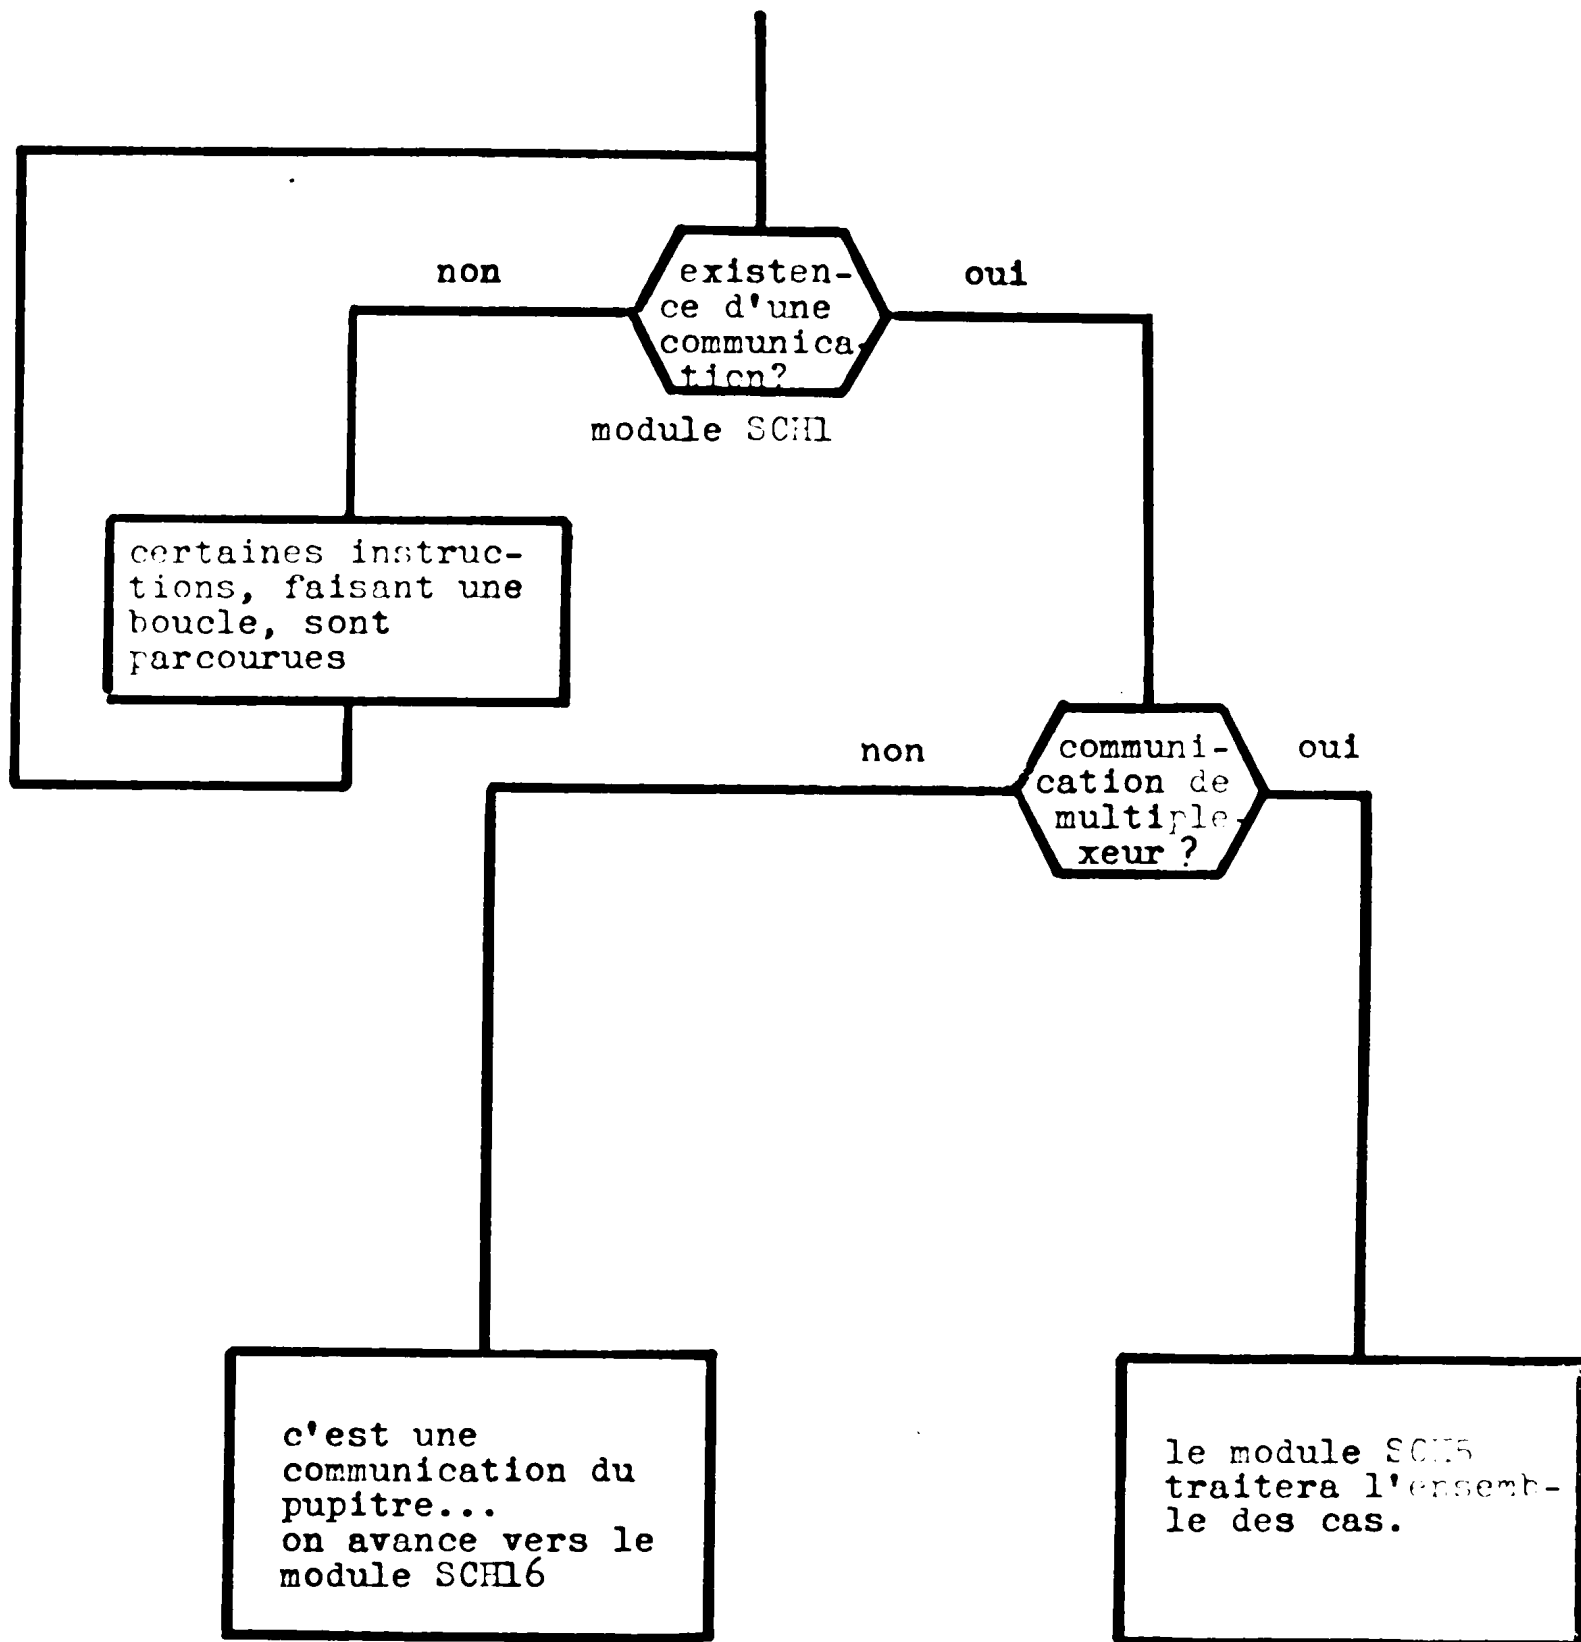 non
existen-
ce d'une
communica-
tion?
oui
module SCH1
certaines instruc-
tions, faisant une
boucle, sont
parcourues
non
communi-
cation de
multiple-
xeur ?
oui
c'est une
communication du
pupitre...
on avance vers le
module SCH16
le module SCH5
traitera l'ensemb-
le des cas.